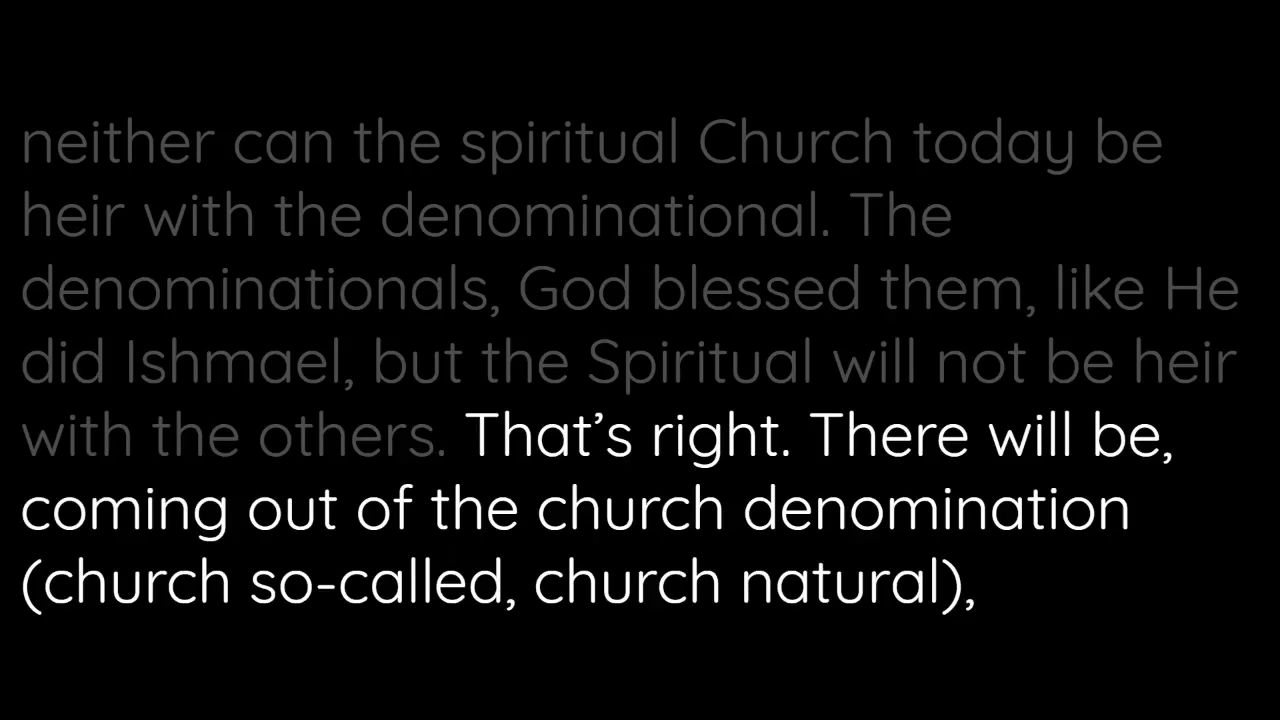 neither can the spiritual Church today be
heir with the denominational. The
denominationals, God blessed them, like He
did Ishmael, but the Spiritual will not be heir
with the others. That’s right. There will be,
coming out of the church denomination
(church so-called, church natural),